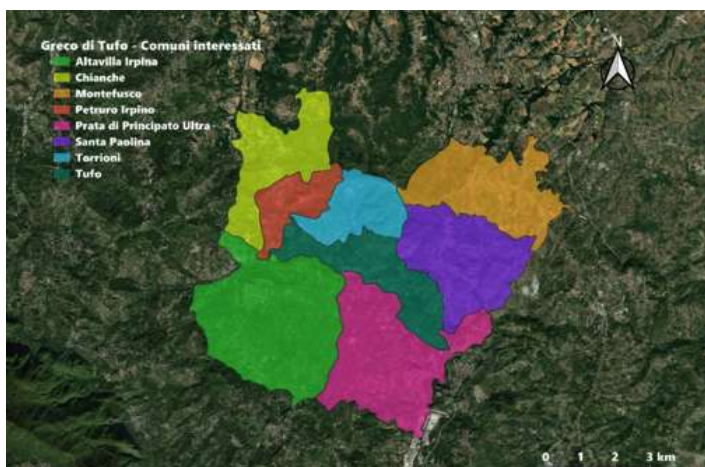 Greco di Tufo - Comuni interessati
Altavilla Irpina
Chianche
Montefusco
Petruro Irpino
Prata di Principato Ultra
Santa Paolina
Torrioni
Tufo
N
0 1 2 3 km